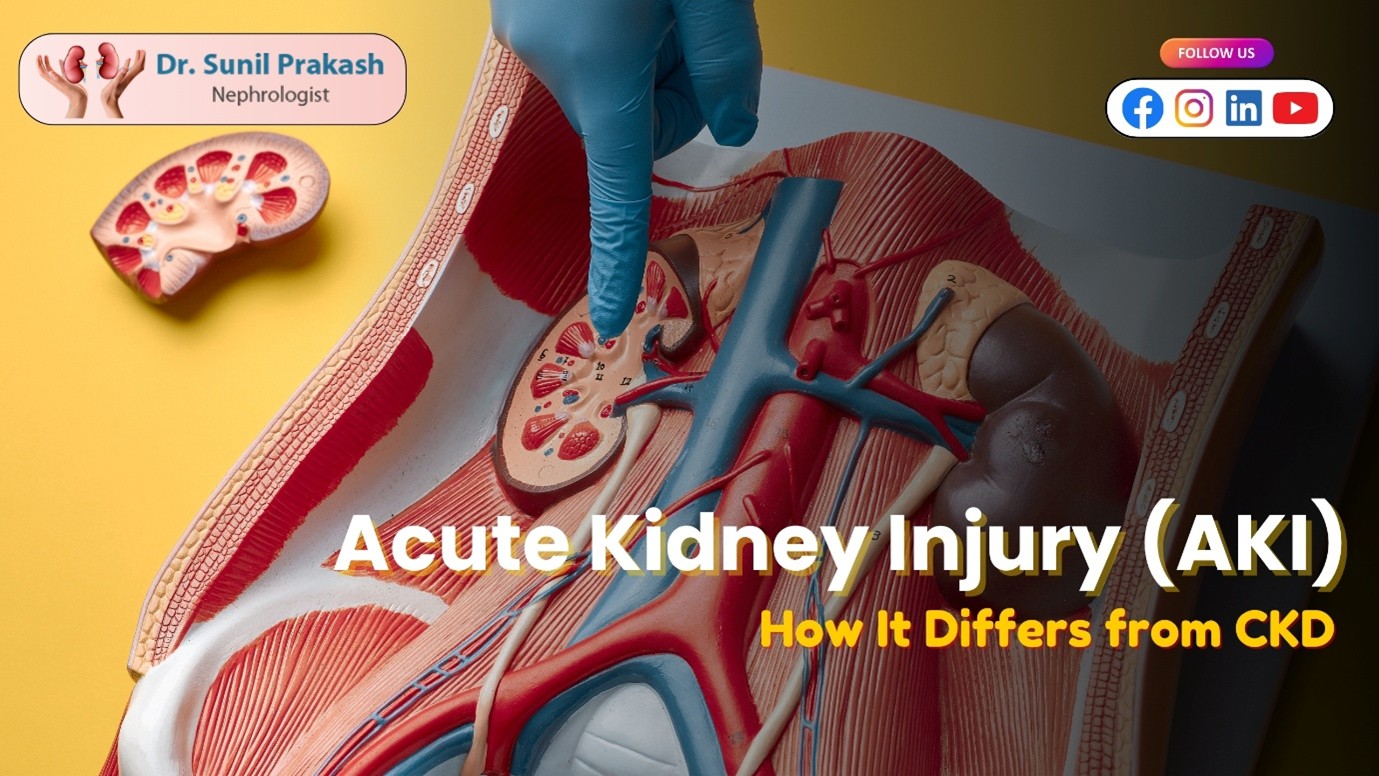 Dr. Sunil Prakash
Nephrologist
FOLLOW US
Acute Kidney Injury (AKI)
How It Differs from CKD